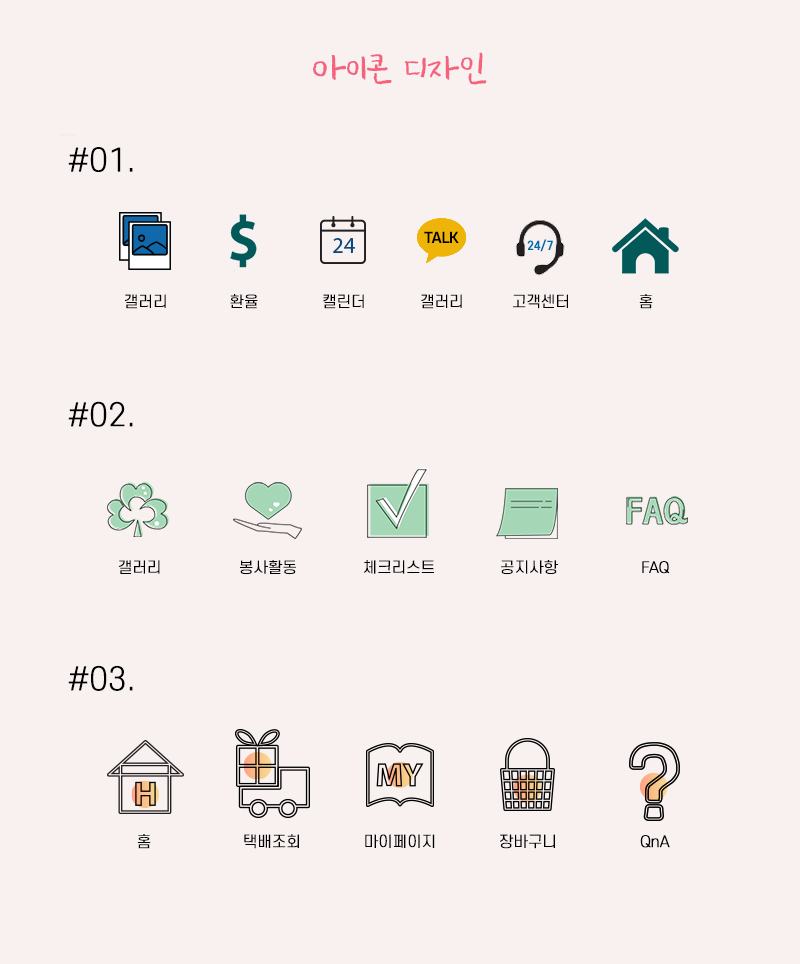 아이콘 디자인
#01.
24
TALK
24/7
갤러리 환율 캘린더 갤러리 고객센터 홈
#02.
FAQ
갤러리 봉사활동 체크리스트 공지사항 FAQ
#03.
H
MY
홈 택배조회 마이페이지 장바구니 QnA